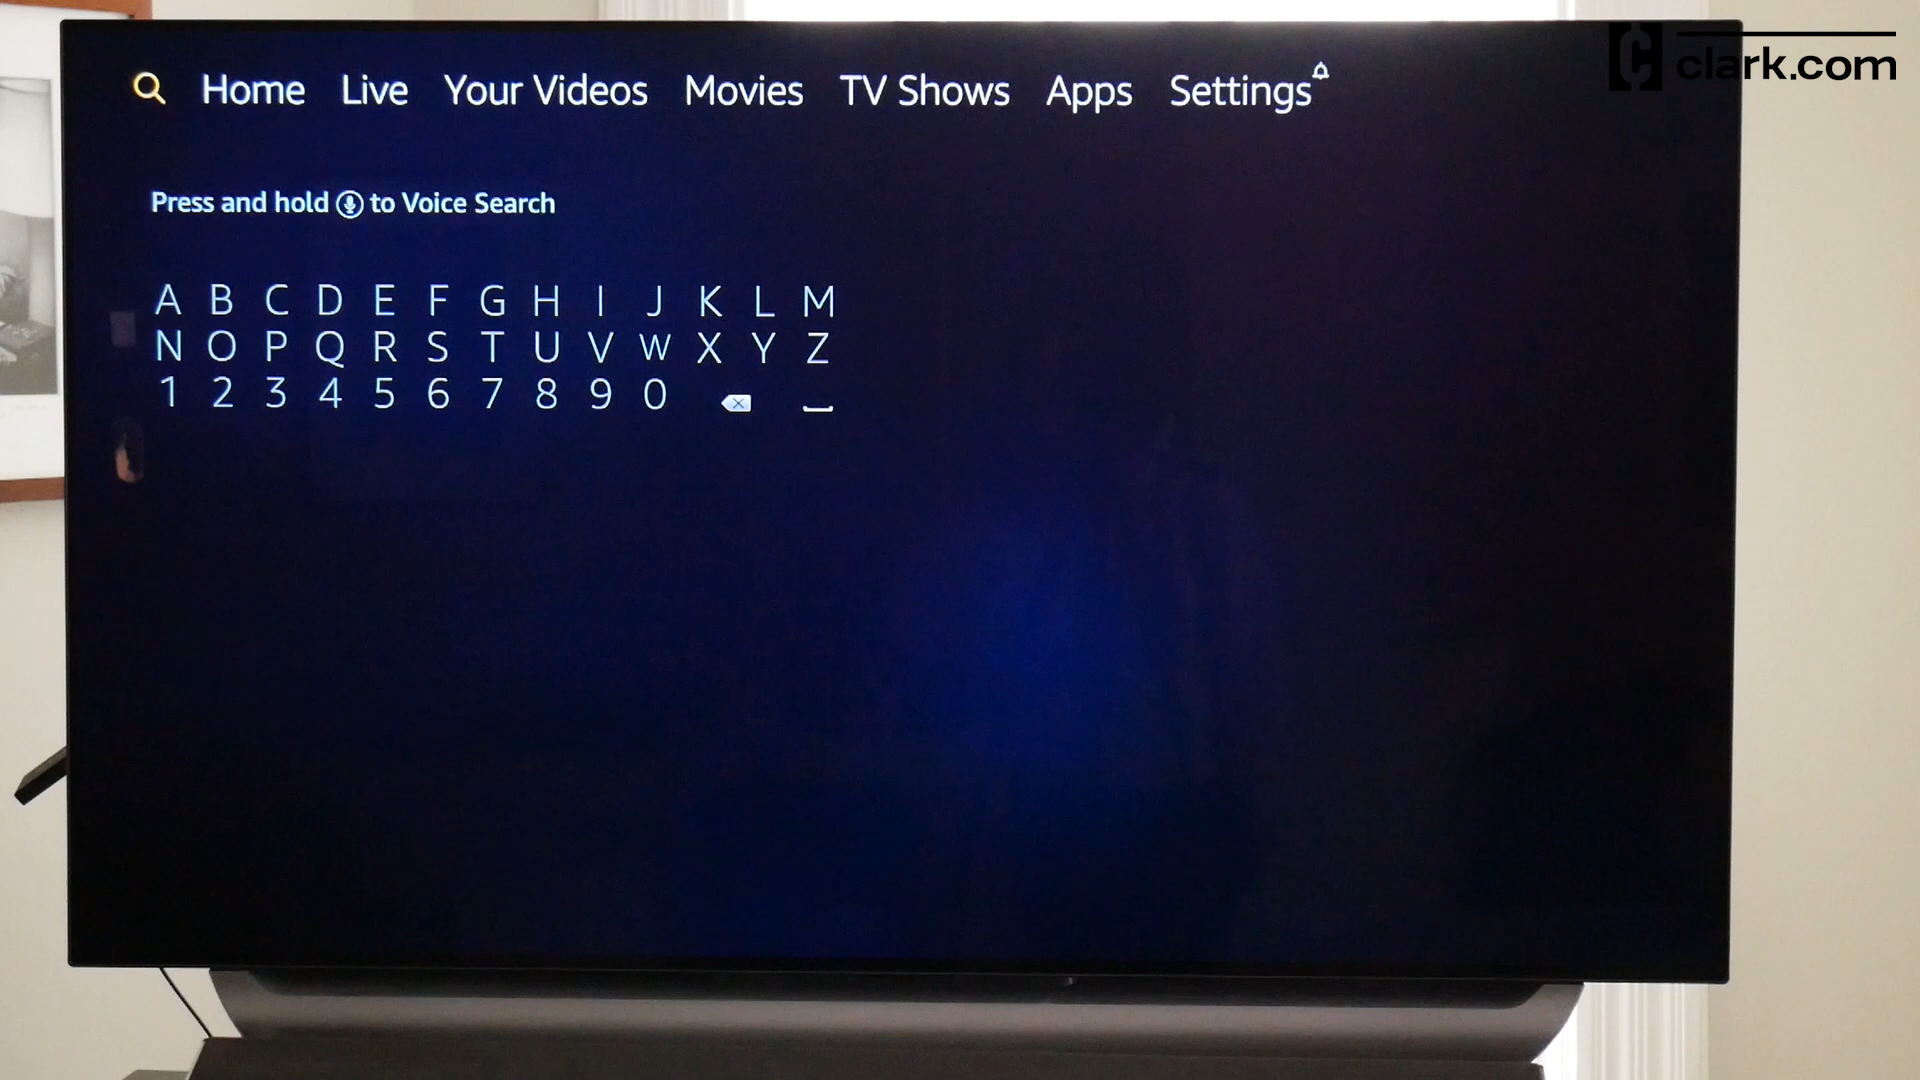 clark.com
Home Live Your Videos Movies TV Shows Apps Settings
Press and hold to Voice Search
A B C D E F G H I J K L M
N O P Q R S T U V W X Y Z
1 2 3 4 5 6 7 8 9 0